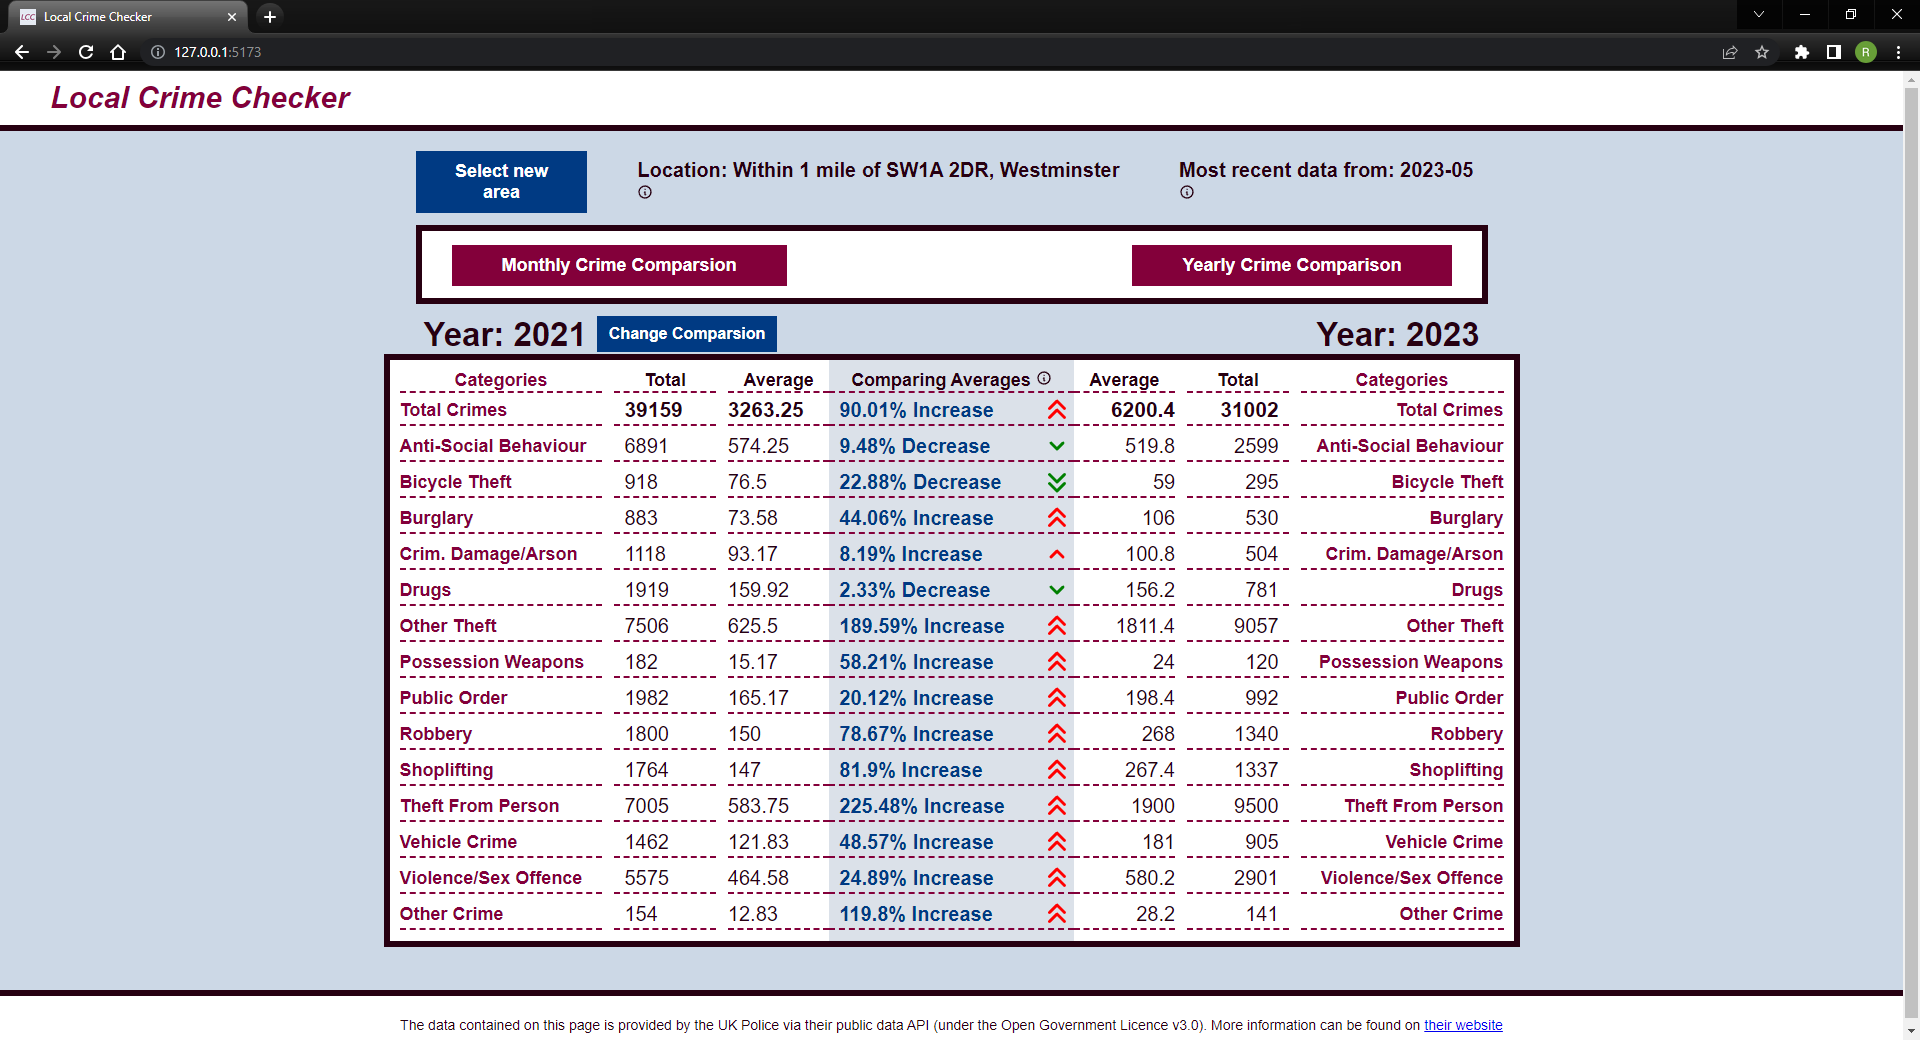 LCC Local Crime Checker
127.0.0.1:5173
R
Local Crime Checker
Select new
area
Location: Within 1 mile of SW1A 2DR, Westminster
Most recent data from: 2023-05
Monthly Crime Comparsion
Yearly Crime Comparison
Year: 2021
Change Comparsion
Year: 2023
Categories Total Average Comparing Averages Average Total Categories
Total Crimes 39159 3263.25 90.01% Increase 6200.4 31002 Total Crimes
Anti-Social Behaviour 6891 574.25 9.48% Decrease 519.8 2599 Anti-Social Behaviour
Bicycle Theft 918 76.5 22.88% Decrease 59 295 Bicycle Theft
Burglary 883 73.58 44.06% Increase 106 530 Burglary
Crim. Damage/Arson 1118 93.17 8.19% Increase 100.8 504 Crim. Damage/Arson
Drugs 1919 159.92 2.33% Decrease 156.2 781 Drugs
Other Theft 7506 625.5 189.59% Increase 1811.4 9057 Other Theft
Possession Weapons 182 15.17 58.21% Increase 24 120 Possession Weapons
Public Order 1982 165.17 20.12% Increase 198.4 992 Public Order
Robbery 1800 150 78.67% Increase 268 1340 Robbery
Shoplifting 1764 147 81.9% Increase 267.4 1337 Shoplifting
Theft From Person 7005 583.75 225.48% Increase 1900 9500 Theft From Person
Vehicle Crime 1462 121.83 48.57% Increase 181 905 Vehicle Crime
Violence/Sex Offence 5575 464.58 24.89% Increase 580.2 2901 Violence/Sex Offence
Other Crime 154 12.83 119.8% Increase 28.2 141 Other Crime
The data contained on this page is provided by the UK Police via their public data API (under the Open Government Licence v3.0). More information can be found on their website